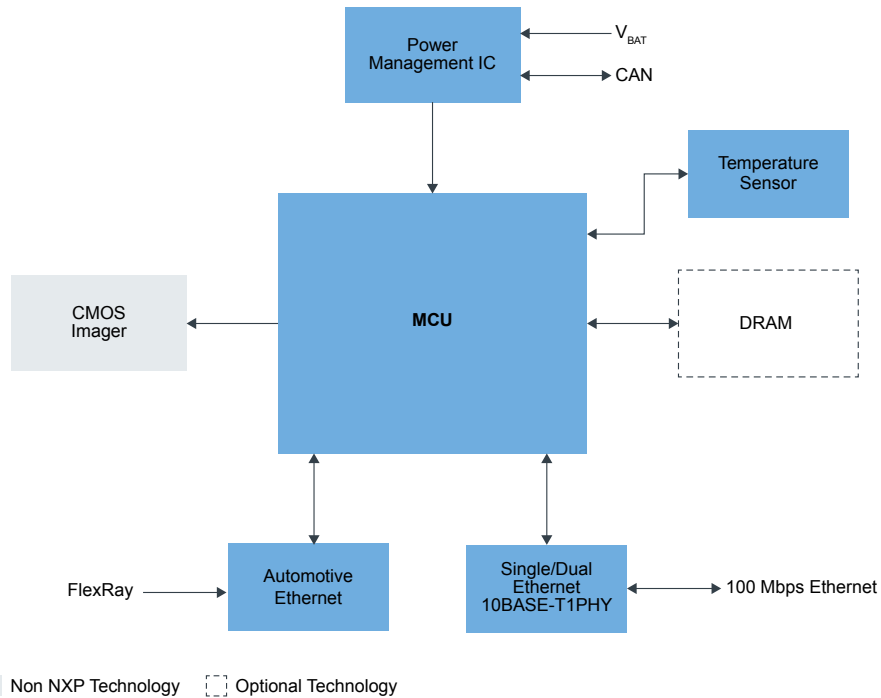 Power
Management IC
V_BAT
CAN
Temperature
Sensor
CMOS
Imager
MCU
DRAM
FlexRay
Automotive
Ethernet
Single/Dual
Ethernet
10BASE-T1PHY
100 Mbps Ethernet
Non NXP Technology
Optional Technology